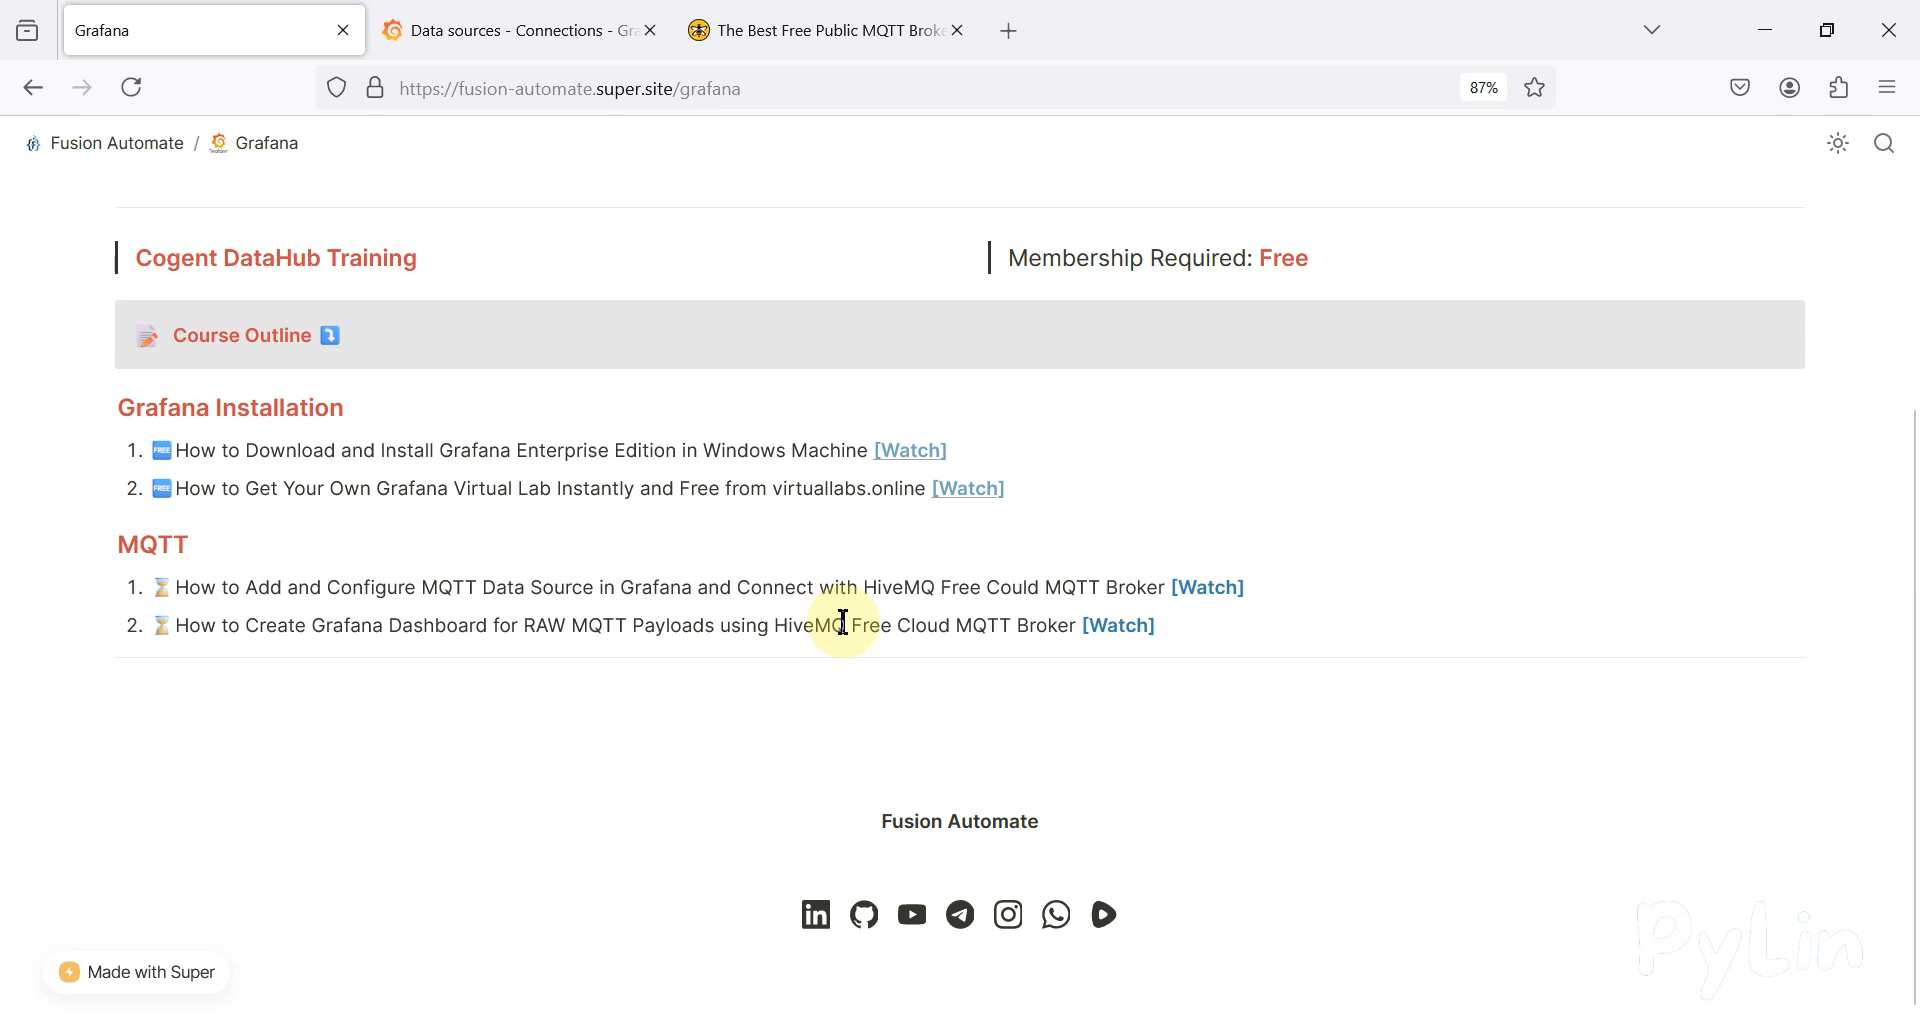 Grafana
Data sources - Connections - Gra
The Best Free Public MQTT Broke
https://fusion-automate.super.site/grafana
87%
Fusion Automate / Grafana
Cogent DataHub Training
Membership Required: Free
Course Outline
Grafana Installation
1. FREE How to Download and Install Grafana Enterprise Edition in Windows Machine [Watch]
2. FREE How to Get Your Own Grafana Virtual Lab Instantly and Free from virtuallabs.online [Watch]
MQTT
1. ⏳How to Add and Configure MQTT Data Source in Grafana and Connect with HiveMQ Free Could MQTT Broker [Watch]
2. ⏳How to Create Grafana Dashboard for RAW MQTT Payloads using HiveMQ Free Cloud MQTT Broker [Watch]
Fusion Automate
Made with Super
PyLin